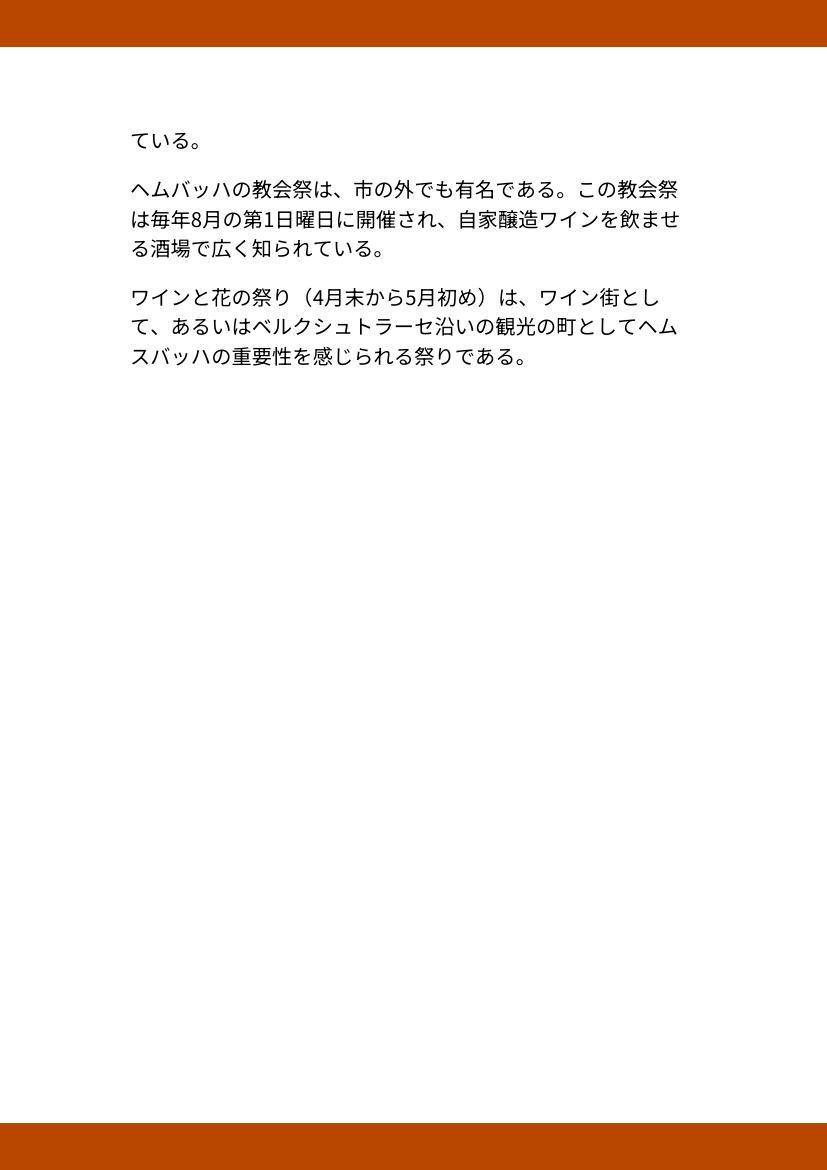 ている。
ヘムバッハの教会祭は、市の外でも有名である。この教会祭
は毎年8月の第1日曜日に開催され、自家醸造ワインを飲ませ
る酒場で広く知られている。
ワインと花の祭り（4月末から5月初め）は、ワイン街とし
て、あるいはベルクシュトラーセ沿いの観光の町としてヘム
スバッハの重要性を感じられる祭りである。